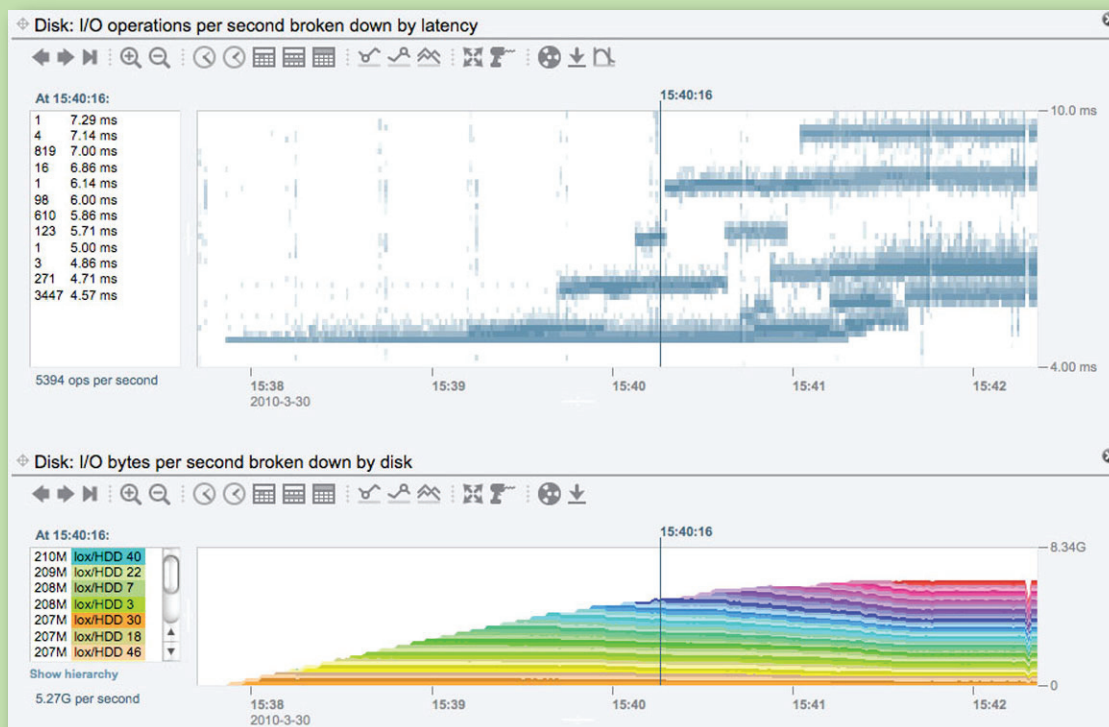 Disk: I/O operations per second broken down by latency
At 15:40:16:
15:40:16
10.0 ms
1 7.29 ms
4 7.14 ms
819 7.00 ms
16 6.86 ms
1 6.14 ms
98 6.00 ms
610 5.86 ms
123 5.71 ms
1 5.00 ms
3 4.86 ms
271 4.71 ms
3447 4.57 ms
4.00 ms
5394 ops per second
15:38 15:39 15:40 15:41 15:42
2010-3-30
Disk: I/O bytes per second broken down by disk
At 15:40:16:
15:40:16
8.34G
210M lox/HDD 40
209M lox/HDD 22
208M lox/HDD 7
208M lox/HDD 3
207M lox/HDD 30
207M lox/HDD 18
207M lox/HDD 46
Show hierarchy
0
5.27G per second
15:38 15:39 15:40 15:41 15:42
2010-3-30